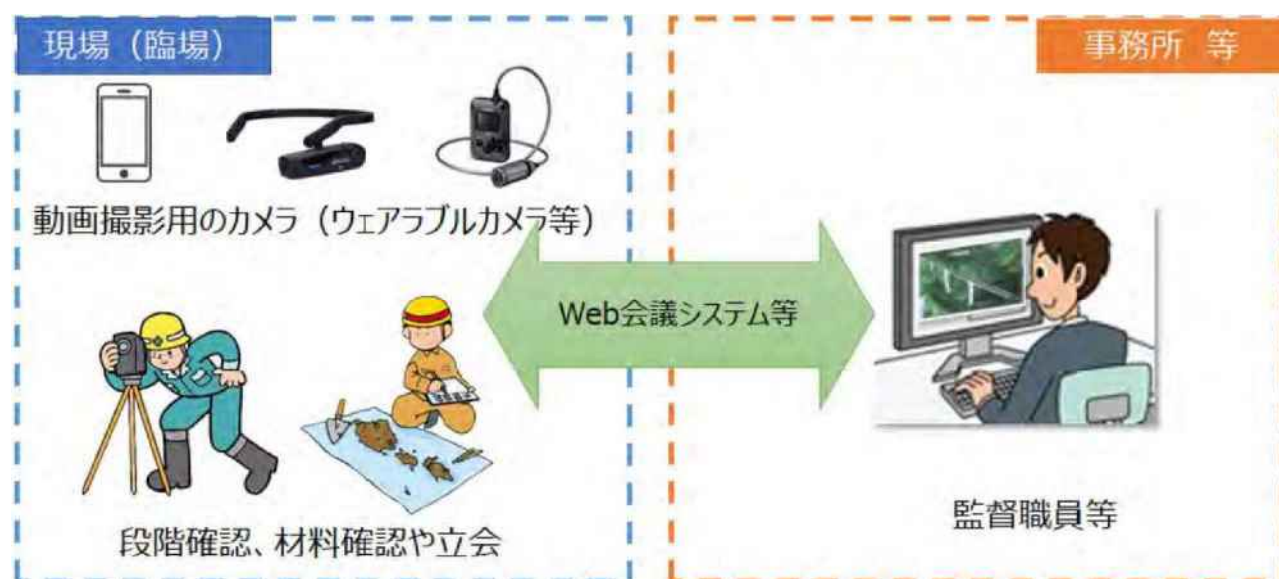 現場（臨場）
動画撮影用のカメラ（ウェアラブルカメラ等）
段階確認、材料確認や立会
Web会議システム等
事務所 等
監督職員等